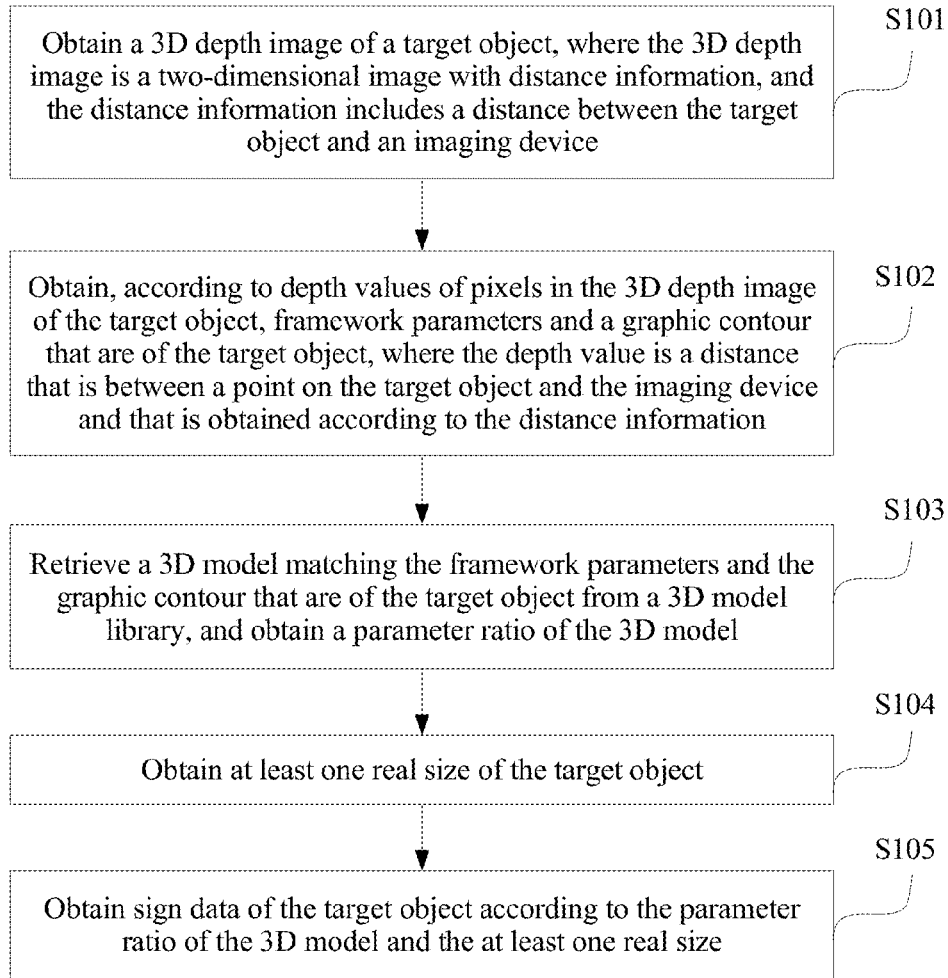 S101
Obtain a 3D depth image of a target object, where the 3D depth
image is a two-dimensional image with distance information, and
the distance information includes a distance between the target
object and an imaging device
S102
Obtain, according to depth values of pixels in the 3D depth image
of the target object, framework parameters and a graphic contour
that are of the target object, where the depth value is a distance
that is between a point on the target object and the imaging device
and that is obtained according to the distance information
S103
Retrieve a 3D model matching the framework parameters and the
graphic contour that are of the target object from a 3D model
library, and obtain a parameter ratio of the 3D model
S104
Obtain at least one real size of the target object
S105
Obtain sign data of the target object according to the parameter
ratio of the 3D model and the at least one real size